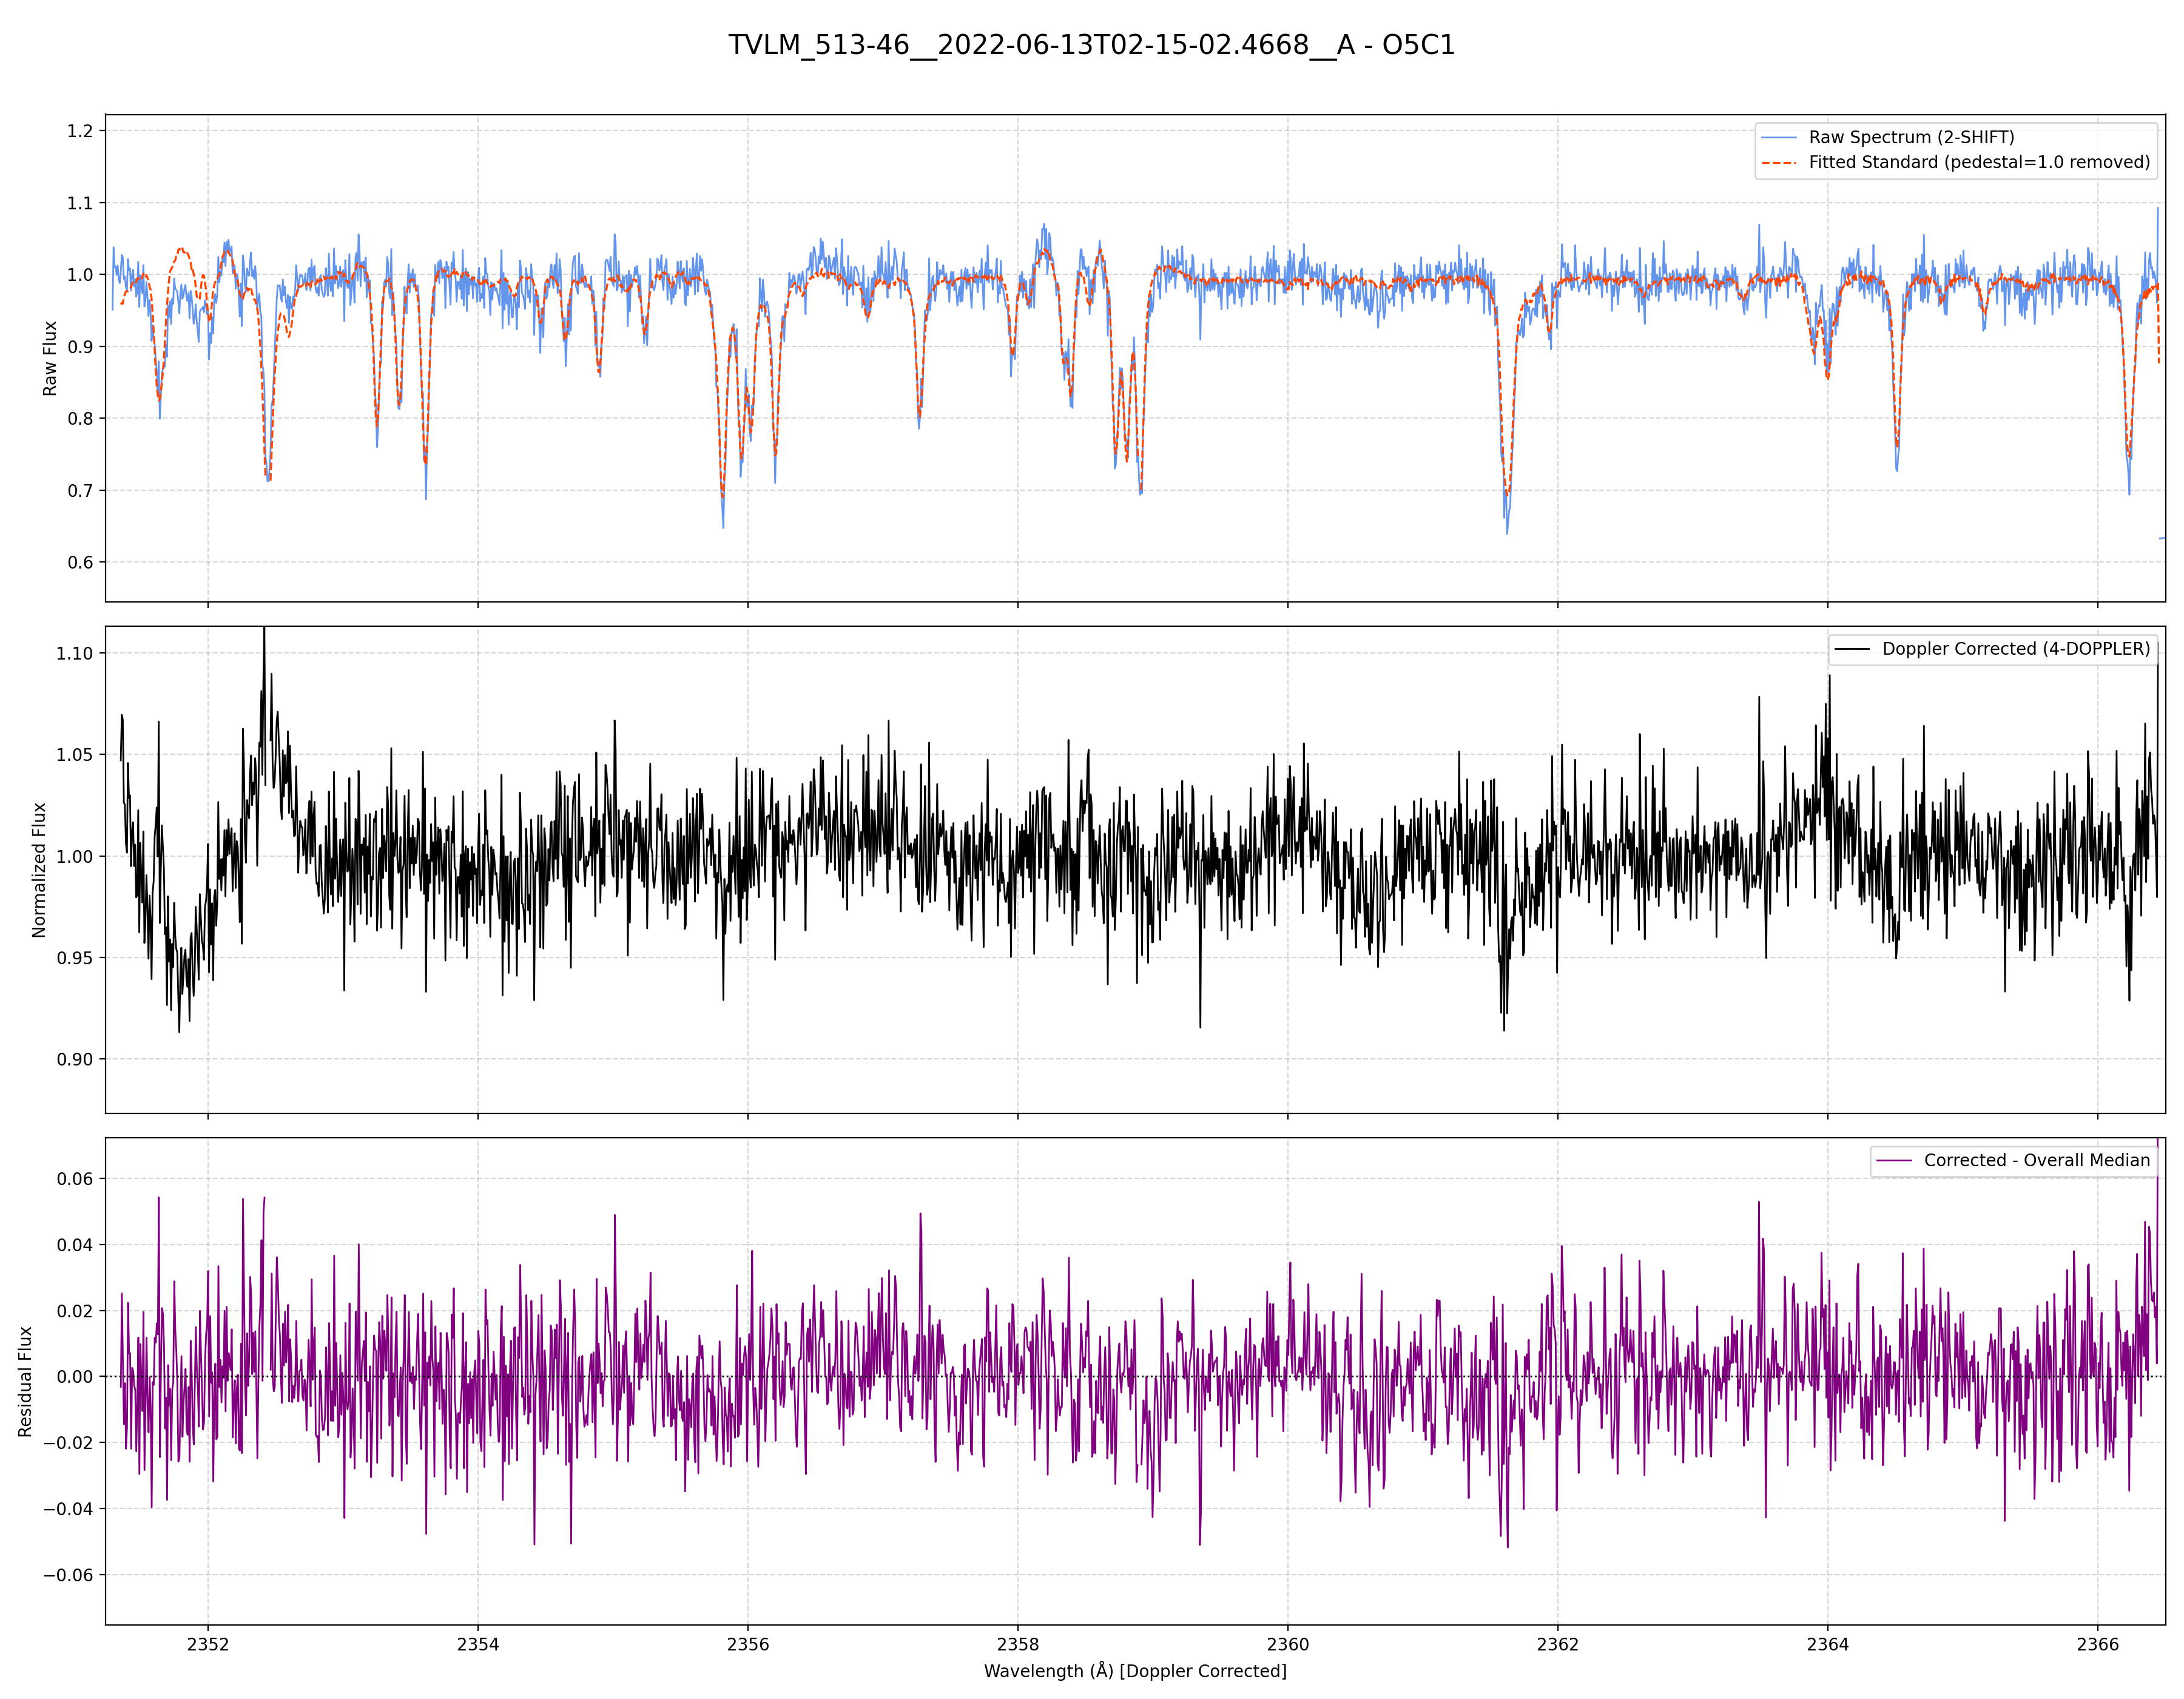 TVLM_513-46__2022-06-13T02-15-02.4668__A - O5C1
Raw Flux
1.2
1.1
1.0
0.9
0.8
0.7
0.6
Raw Spectrum (2-SHIFT)
Fitted Standard (pedestal=1.0 removed)
Normalized Flux
1.10
1.05
1.00
0.95
0.90
Doppler Corrected (4-DOPPLER)
Residual Flux
0.06
0.04
0.02
0.00
−0.02
−0.04
−0.06
Corrected - Overall Median
2352 2354 2356 2358 2360 2362 2364 2366
Wavelength (Å) [Doppler Corrected]